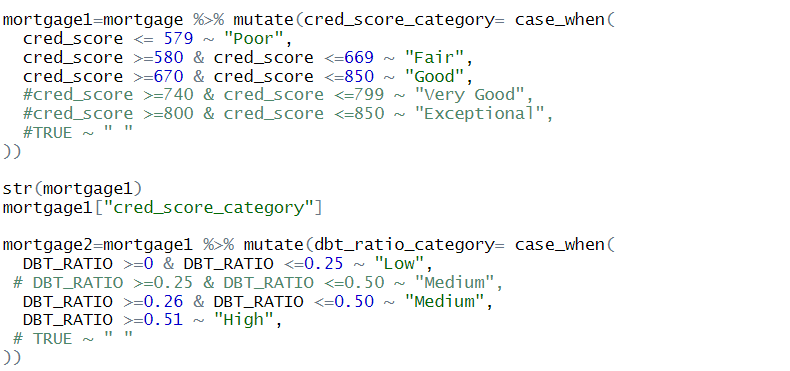 mortgage1=mortgage %>% mutate(cred_score_category= case_when(
  cred_score <= 579 ~ "Poor",
  cred_score >=580 & cred_score <=669 ~ "Fair",
  cred_score >=670 & cred_score <=850 ~ "Good",
  #cred_score >=740 & cred_score <=799 ~ "Very Good",
  #cred_score >=800 & cred_score <=850 ~ "Exceptional",
  #TRUE ~ " "
))

str(mortgage1)
mortgage1["cred_score_category"]

mortgage2=mortgage1 %>% mutate(dbt_ratio_category= case_when(
  DBT_RATIO >=0 & DBT_RATIO <=0.25 ~ "Low",
 # DBT_RATIO >=0.25 & DBT_RATIO <=0.50 ~ "Medium",
  DBT_RATIO >=0.26 & DBT_RATIO <=0.50 ~ "Medium",
  DBT_RATIO >=0.51 ~ "High",
 # TRUE ~ " "
))